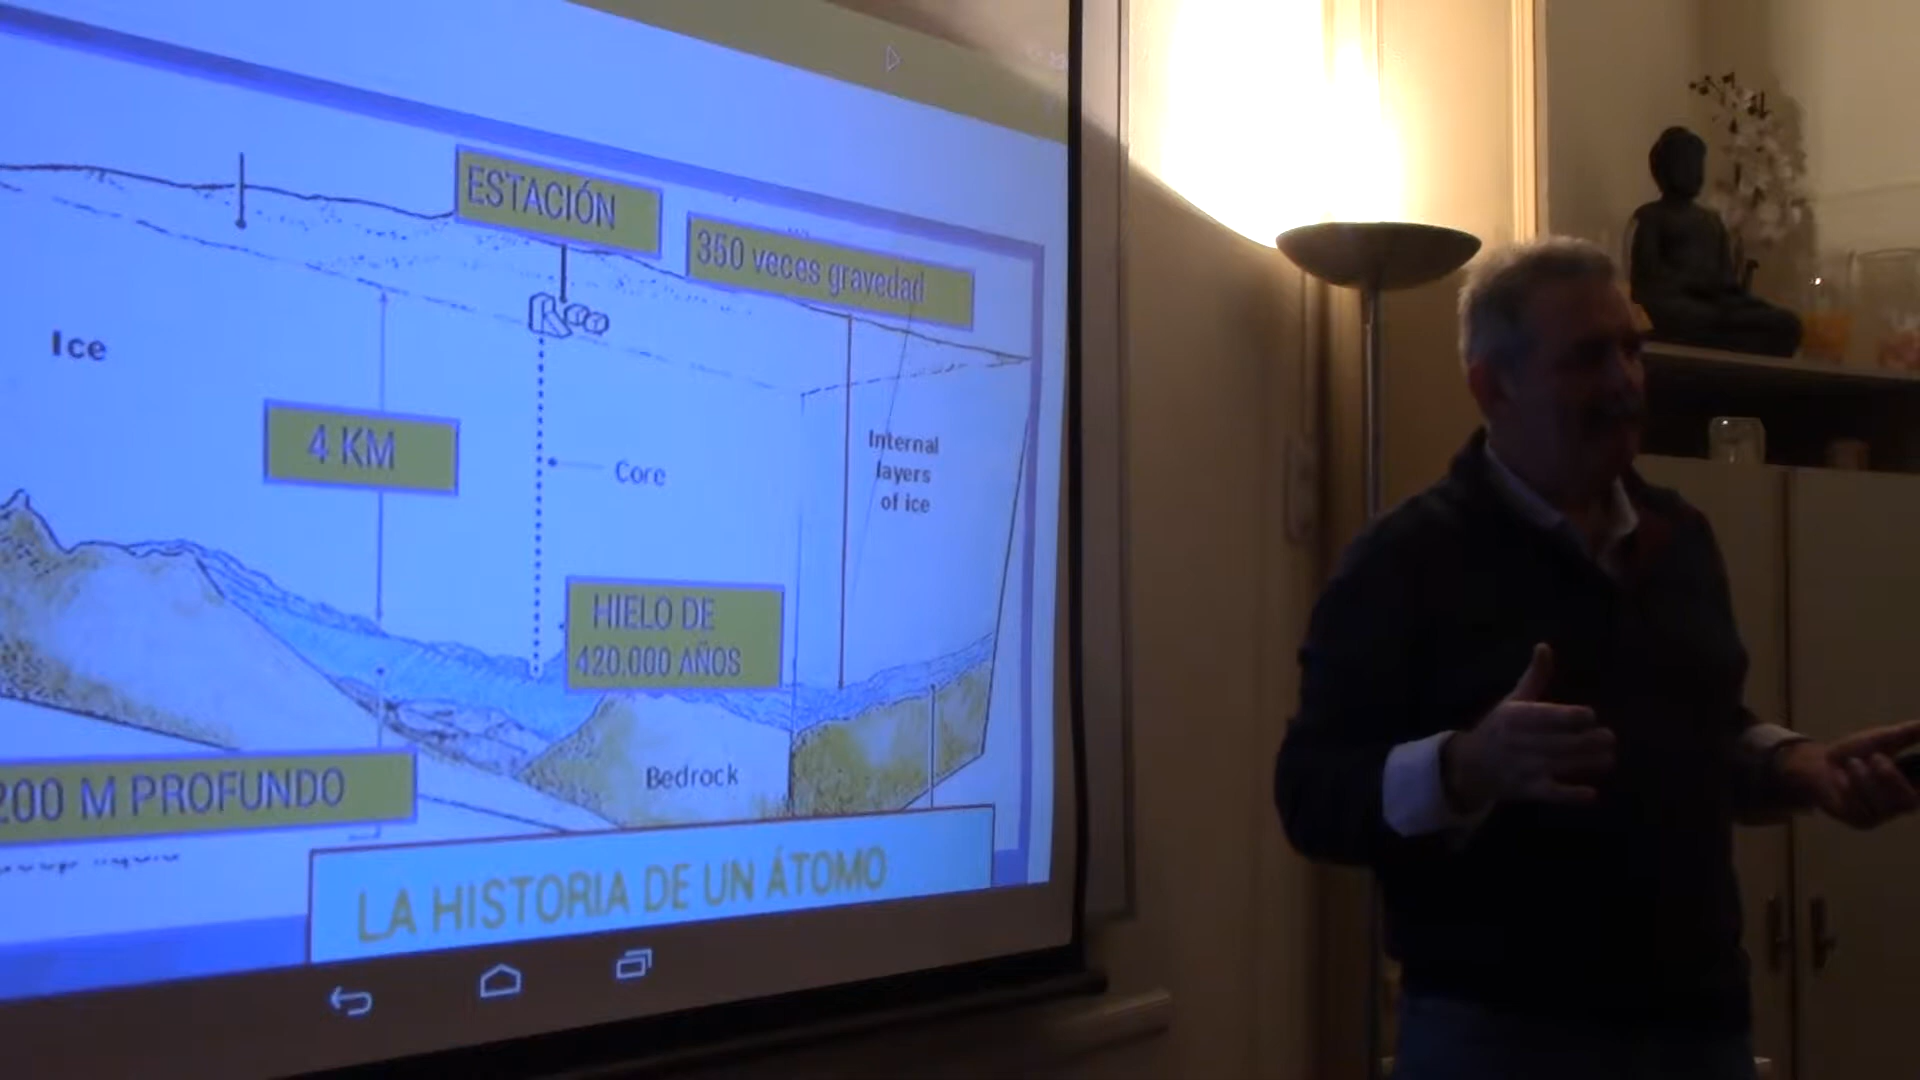 ESTACIÓN
350 veces gravedad
Ice
4 KM
Core
Internal
layers
of ice
HIELO DE
420.000 AÑOS
Bedrock
200 M PROFUNDO
LA HISTORIA DE UN ÁTOMO